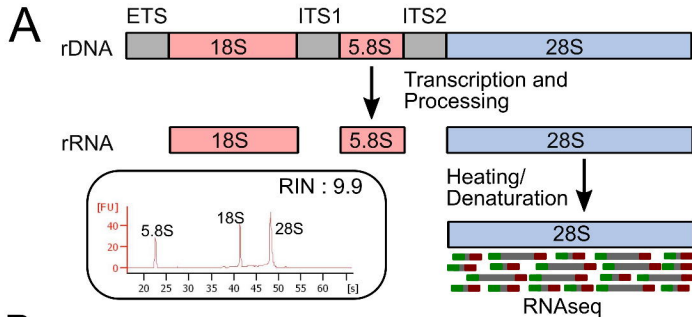 A
ETS ITS1 ITS2
rDNA 18S 5.8S 28S
Transcription and
Processing
rRNA 18S 5.8S 28S
RIN : 9.9
[FU]
40
20
0
5.8S 18S 28S
20 25 30 35 40 45 50 55 60 [s]
Heating/
Denaturation
28S
RNAseq